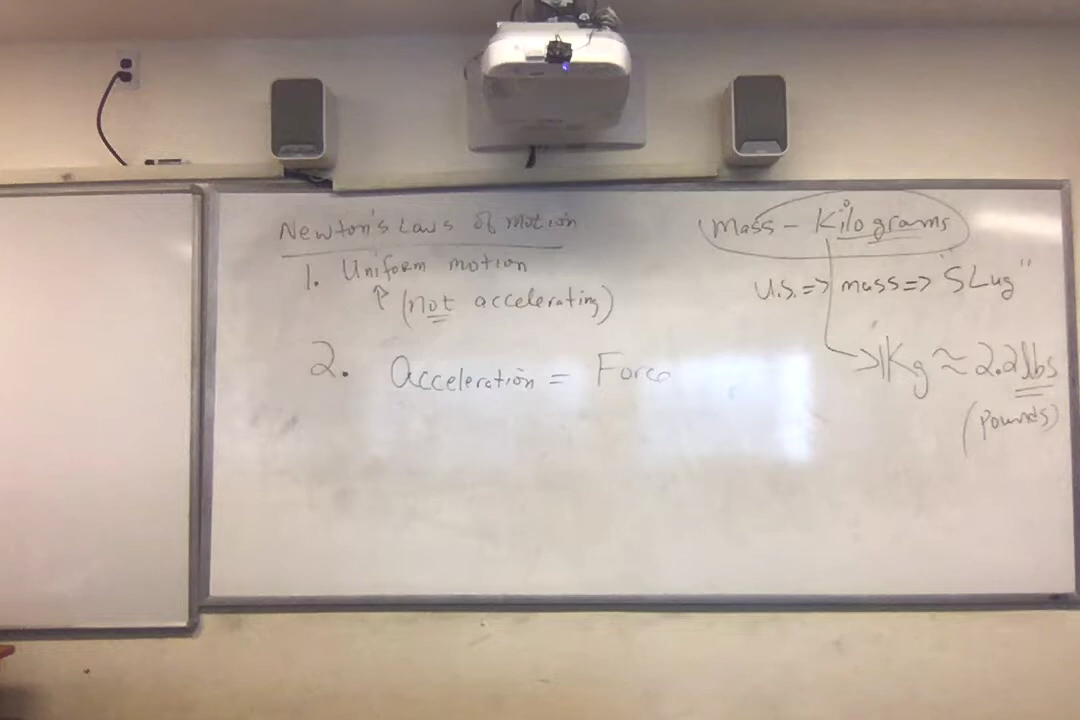 Newton's Laws of motion
1. Uniform motion
↑ (not accelerating)
2. Acceleration = Force
Mass - Kilograms
U.S. => mass => "SLug"
1Kg ≈ 2.2 lbs
(Pounds)